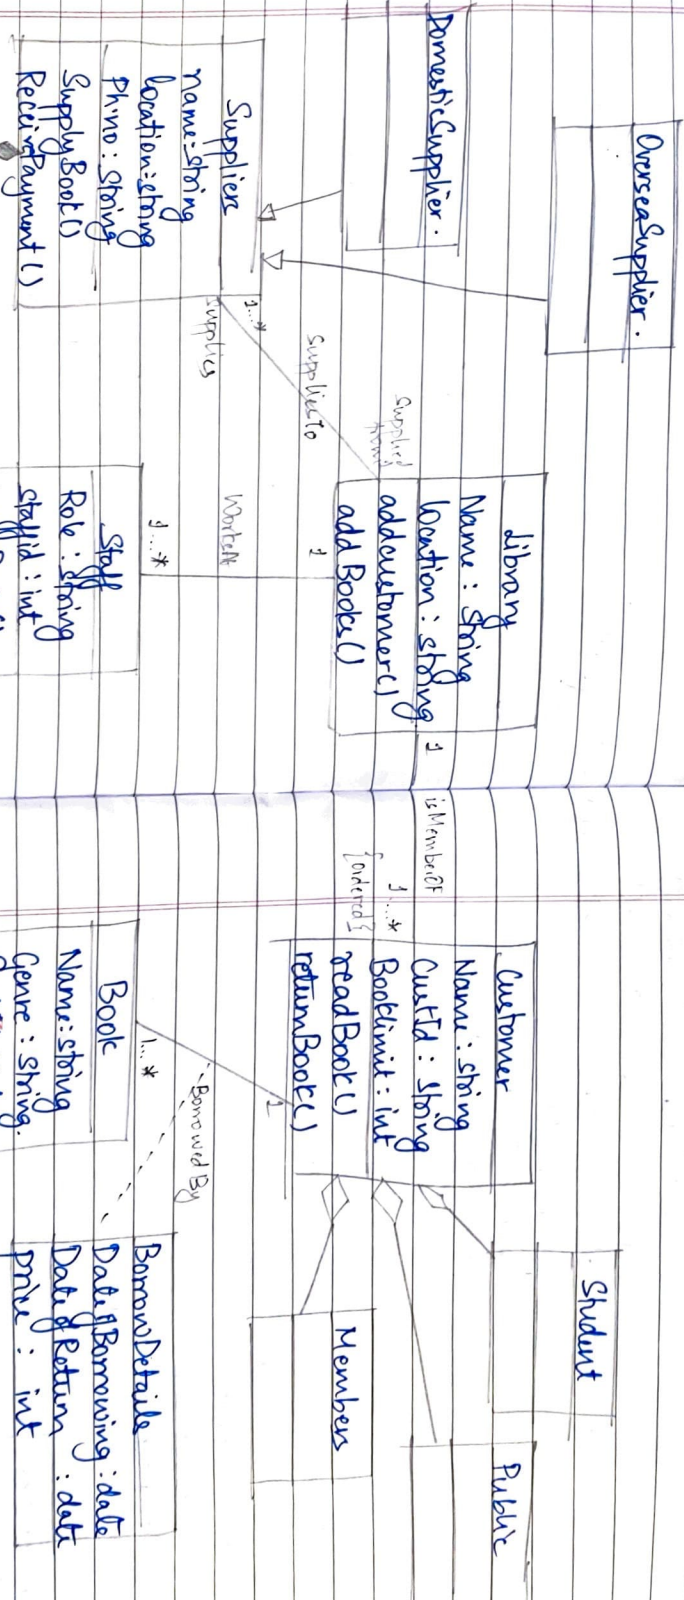 OverseaSupplier.
DomesticSupplier.
Suppliers
name: string
location: string
Phno: string
SupplyBook()
1...*
Supplies
SuppliesTo
Supplied
from
Library
Name: String
location: string
addcustomer()
addBooks()
1
1
WorksAt
1...*
Staff
Role: String
Staffid: int
isMemberOf
1...*
{ordered}
Customer
Name: string
CustId: String
Booklimit: int
readBook()
returnBook()
1
BorrowedBy
1...*
Book
Name: string
Genre: String.
Student
Public
Members
BorrowDetails
DateofBorrowing: date
DateofReturn: date
price: int